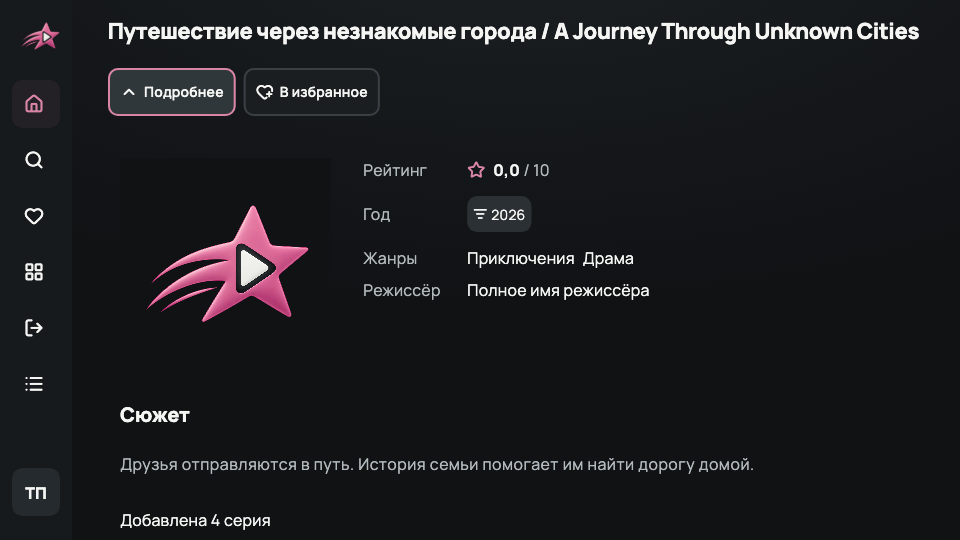 Путешествие через незнакомые города / A Journey Through Unknown Cities
Подробнее
В избранное
Рейтинг 0,0 / 10
Год 2026
Жанры Приключения Драма
Режиссёр Полное имя режиссёра
Сюжет
Друзья отправляются в путь. История семьи помогает им найти дорогу домой.
ТП
Добавлена 4 серия